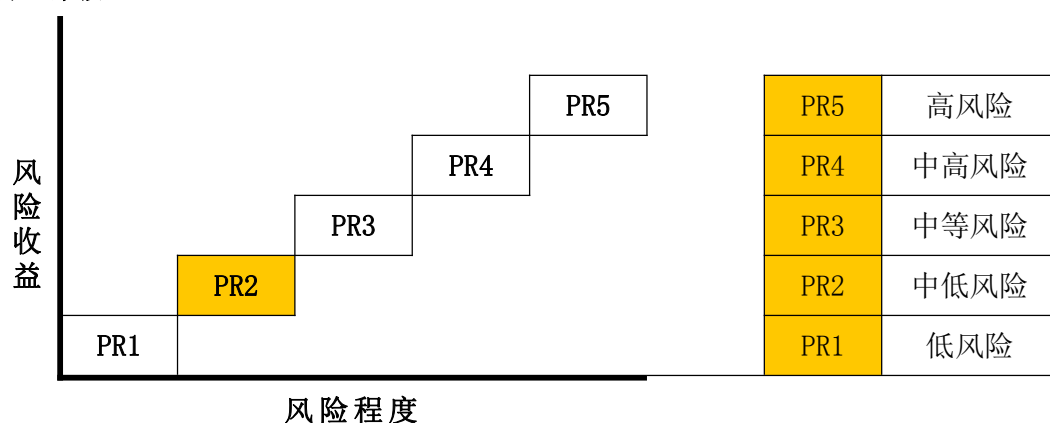 PR5
PR4
PR3
PR2
PR1
风险收益
风险程度
PR5 高风险
PR4 中高风险
PR3 中等风险
PR2 中低风险
PR1 低风险